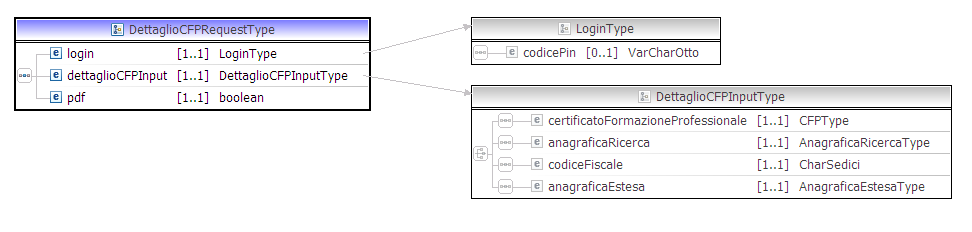 DettaglioCFPRequestType
login [1..1] LoginType
dettaglioCFPInput [1..1] DettaglioCFPInputType
pdf [1..1] boolean
LoginType
codicePin [0..1] VarCharOtto
DettaglioCFPInputType
certificatoFormazioneProfessionale [1..1] CFPType
anagraficaRicerca [1..1] AnagraficaRicercaType
codiceFiscale [1..1] CharSedici
anagraficaEstesa [1..1] AnagraficaEstesaType